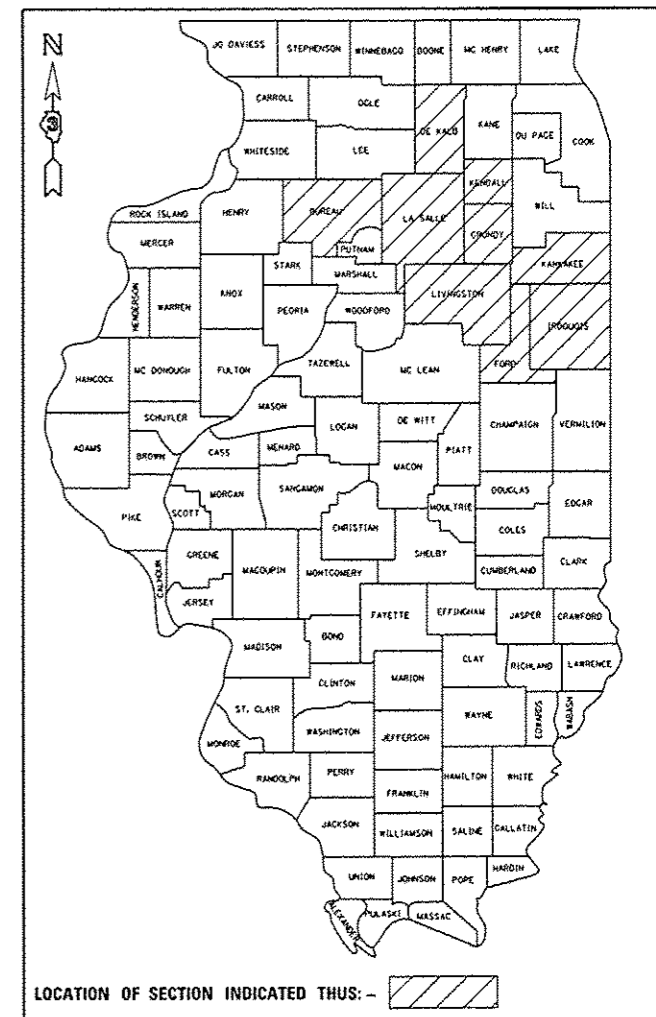 N
JO DAVIESS STEPHENSON WINNEBAGO BOONE MC HENRY LAKE
CARROLL OGLE DE KALB KANE DU PAGE COOK
WHITESIDE LEE
KENDALL WILL
ROCK ISLAND HENRY BUREAU LA SALLE GRUNDY
MERCER STARK PUTNAM KANKAKEE
MARSHALL
HENDERSON WARREN KNOX PEORIA WOODFORD LIVINGSTON IROQUOIS
FORD
HANCOCK MC DONOUGH FULTON TAZEWELL MC LEAN
MASON
SCHUYLER LOGAN DE WITT CHAMPAIGN VERMILION
ADAMS BROWN CASS MENARD PIATT
MACON
MORGAN SANGAMON DOUGLAS EDGAR
PIKE SCOTT CHRISTIAN MOULTRIE
COLES
GREENE SHELBY
CALHOUN MACOUPIN MONTGOMERY CUMBERLAND CLARK
JERSEY FAYETTE EFFINGHAM JASPER CRAWFORD
BOND
MADISON CLAY RICHLAND LAWRENCE
CLINTON MARION
ST. CLAIR WAYNE EDWARDS WABASH
WASHINGTON JEFFERSON
MONROE
RANDOLPH PERRY HAMILTON WHITE
FRANKLIN
JACKSON WILLIAMSON SALINE GALLATIN
UNION JOHNSON POPE HARDIN
ALEXANDER PULASKI MASSAC
LOCATION OF SECTION INDICATED THUS: -